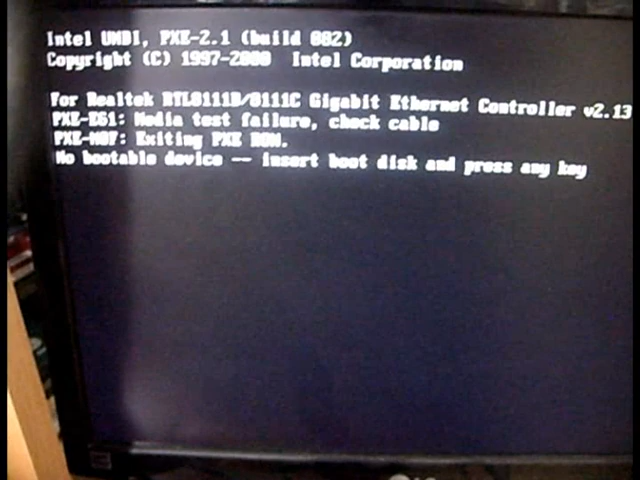 Intel UNDI, PXE-2.1 (build 082)
Copyright (C) 1997-2000 Intel Corporation
For Realtek RTL8111B/8111C Gigabit Ethernet Controller v2.13
PXE-E61: Media test failure, check cable
PXE-M0F: Exiting PXE ROM.
No bootable device -- insert boot disk and press any key